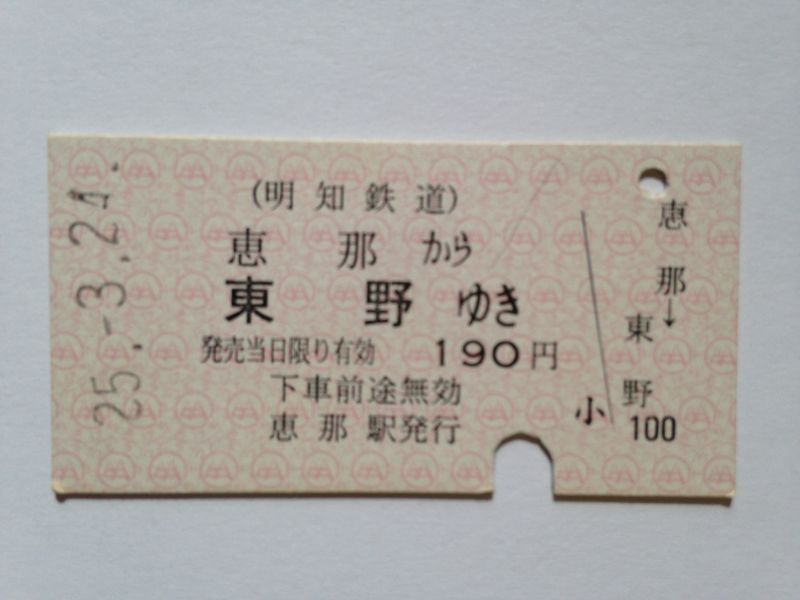 25.-3.24.
(明知鉄道)
恵那から
東野ゆき
発売当日限り有効 190円
下車前途無効
恵那駅発行
小
恵那→
東野
100